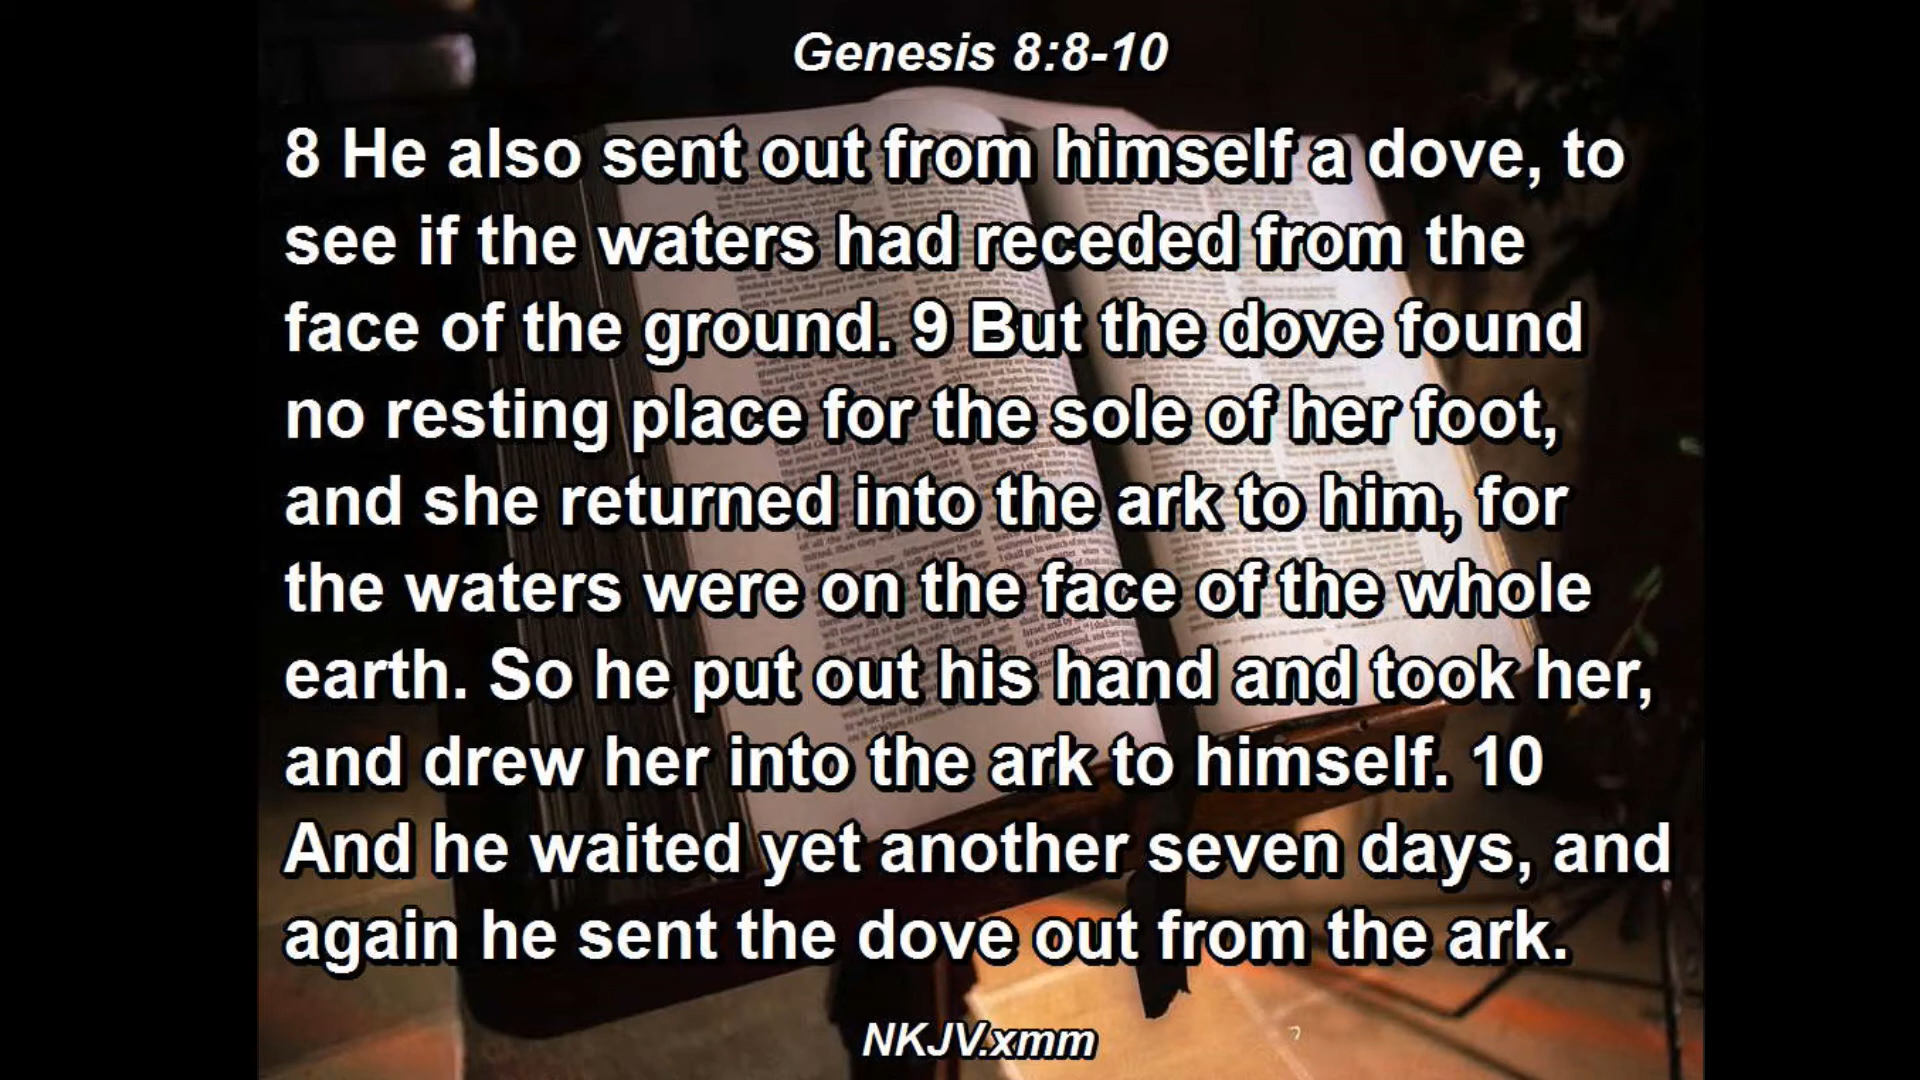 Genesis 8:8-10
8 He also sent out from himself a dove, to
see if the waters had receded from the
face of the ground. 9 But the dove found
no resting place for the sole of her foot,
and she returned into the ark to him, for
the waters were on the face of the whole
earth. So he put out his hand and took her,
and drew her into the ark to himself. 10
And he waited yet another seven days, and
again he sent the dove out from the ark.
NKJV.xmm